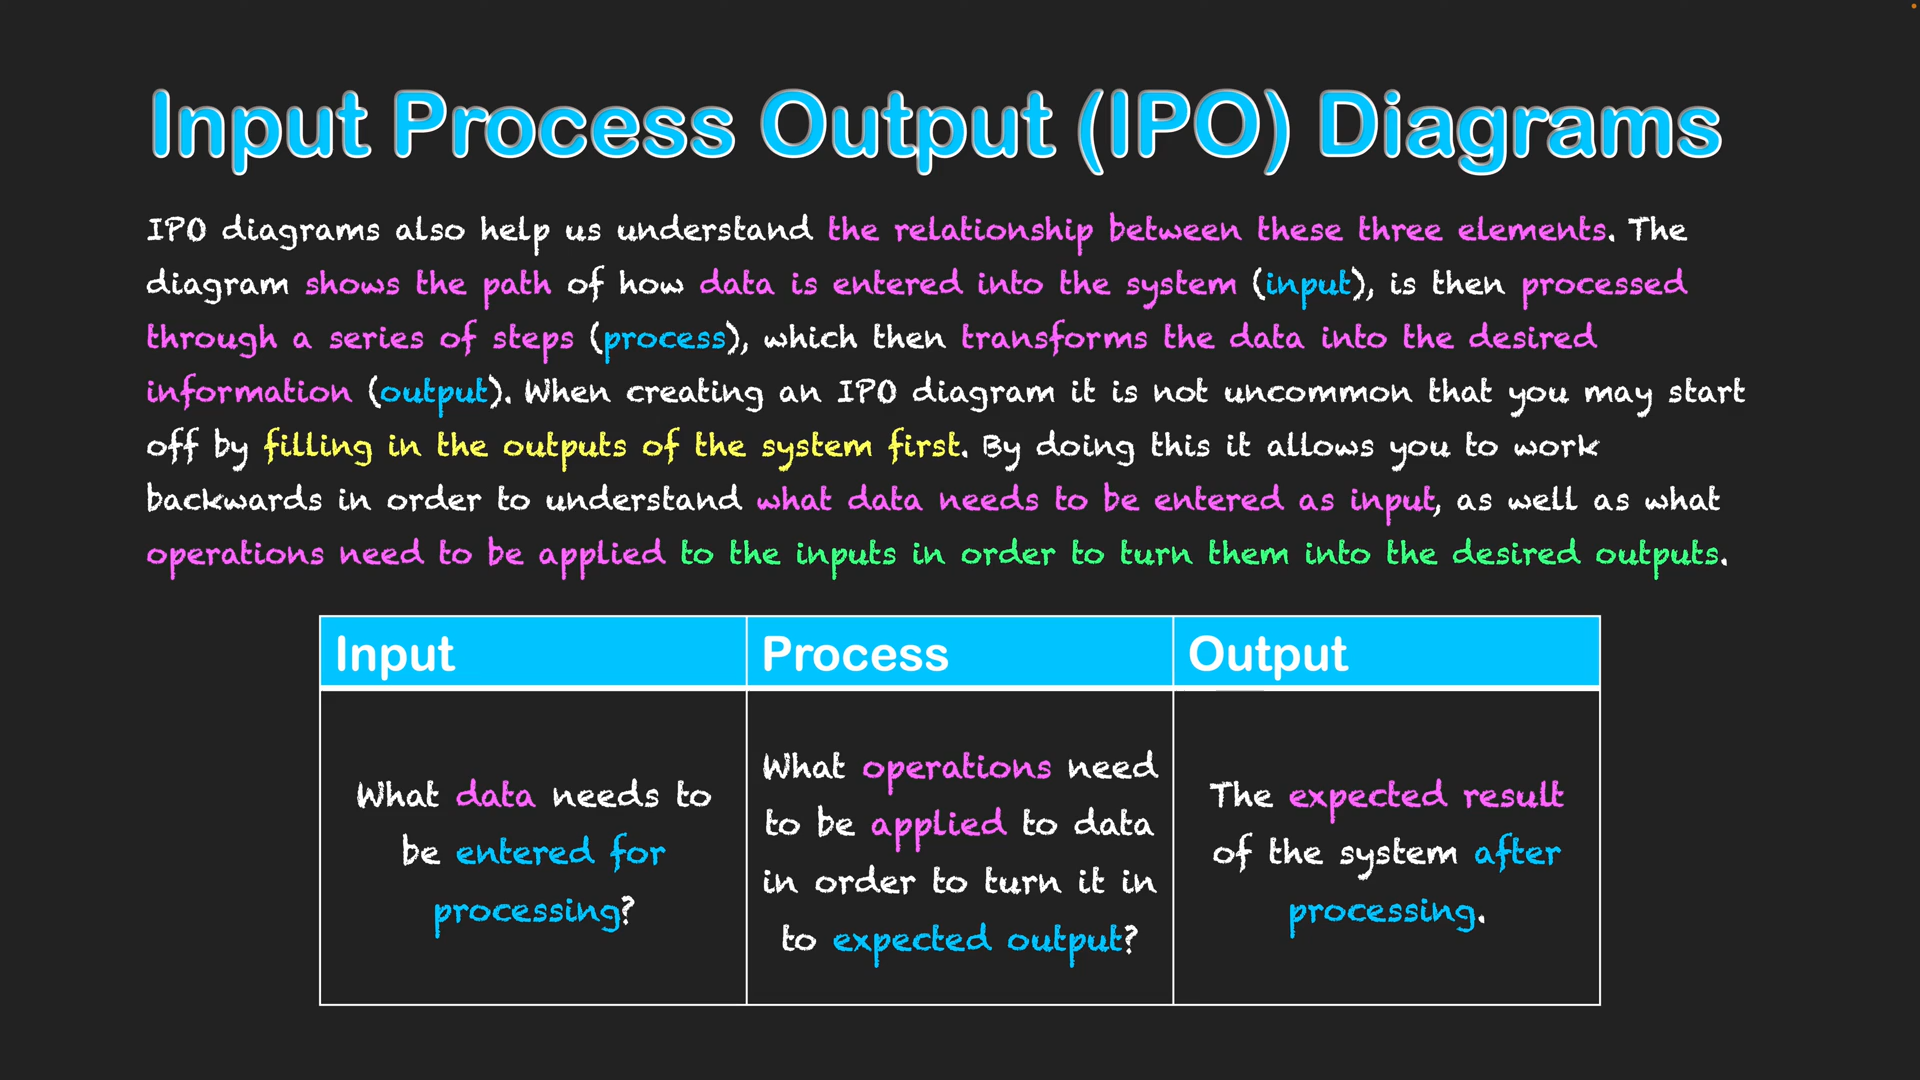 Input Process Output (IPO) Diagrams
IPO diagrams also help us understand the relationship between these three elements. The
diagram shows the path of how data is entered into the system (input), is then processed
through a series of steps (process), which then transforms the data into the desired
information (output). When creating an IPO diagram it is not uncommon that you may start
off by filling in the outputs of the system first. By doing this it allows you to work
backwards in order to understand what data needs to be entered as input, as well as what
operations need to be applied to the inputs in order to turn them into the desired outputs.
Input
Process
Output
What data needs to
be entered for
processing?
What operations need
to be applied to data
in order to turn it in
to expected output?
The expected result
of the system after
processing.